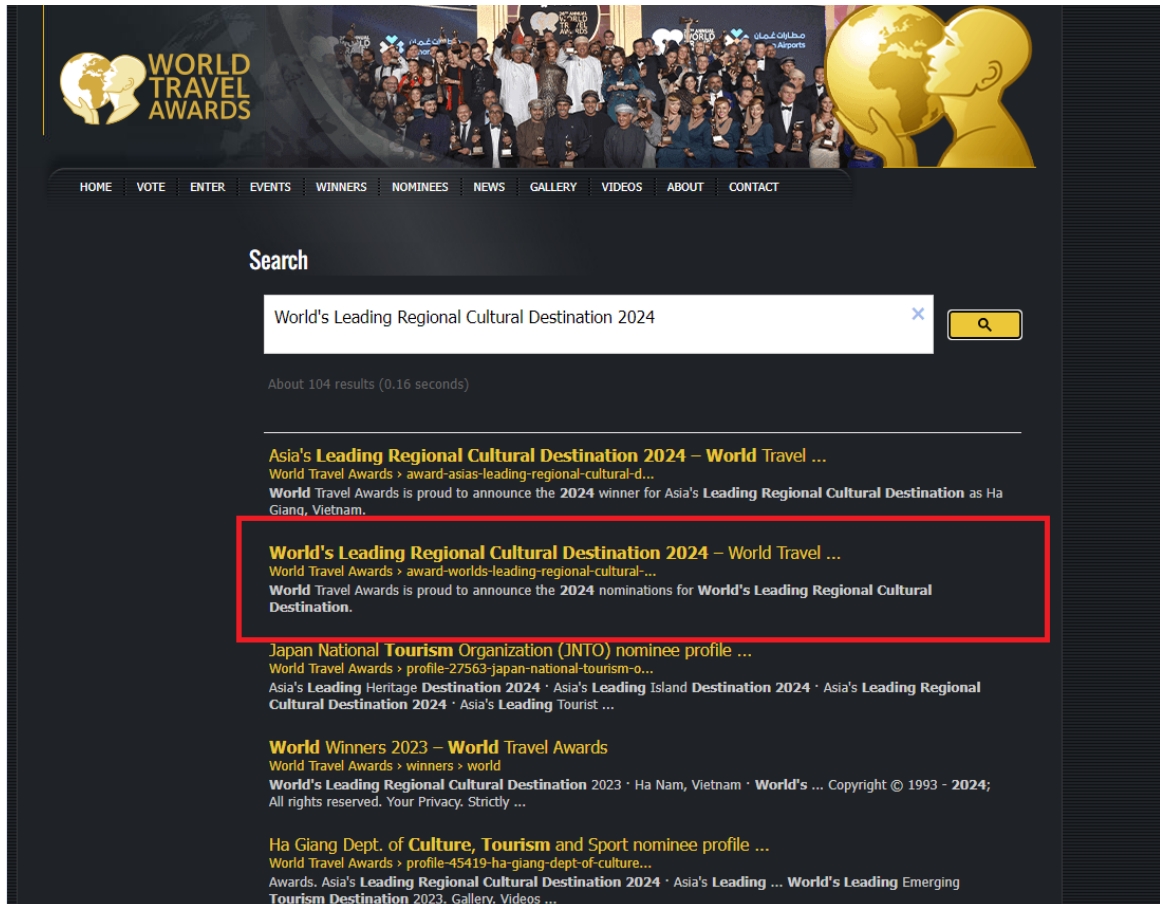 WORLD
TRAVEL
AWARDS
مطارات عُمان
Airports
HOME VOTE ENTER EVENTS WINNERS NOMINEES NEWS GALLERY VIDEOS ABOUT CONTACT
Search
World's Leading Regional Cultural Destination 2024 ×
About 104 results (0.16 seconds)
Asia's Leading Regional Cultural Destination 2024 – World Travel ...
World Travel Awards › award-asias-leading-regional-cultural-d...
World Travel Awards is proud to announce the 2024 winner for Asia's Leading Regional Cultural Destination as Ha
Giang, Vietnam.
World's Leading Regional Cultural Destination 2024 – World Travel ...
World Travel Awards › award-worlds-leading-regional-cultural-...
World Travel Awards is proud to announce the 2024 nominations for World's Leading Regional Cultural
Destination.
Japan National Tourism Organization (JNTO) nominee profile ...
World Travel Awards › profile-27563-japan-national-tourism-o...
Asia's Leading Heritage Destination 2024 · Asia's Leading Island Destination 2024 · Asia's Leading Regional
Cultural Destination 2024 · Asia's Leading Tourist ...
World Winners 2023 – World Travel Awards
World Travel Awards › winners › world
World's Leading Regional Cultural Destination 2023 · Ha Nam, Vietnam · World's ... Copyright © 1993 - 2024;
All rights reserved. Your Privacy. Strictly ...
Ha Giang Dept. of Culture, Tourism and Sport nominee profile ...
World Travel Awards › profile-45419-ha-giang-dept-of-culture...
Awards. Asia's Leading Regional Cultural Destination 2024 · Asia's Leading ... World's Leading Emerging
Tourism Destination 2023. Gallery. Videos ...